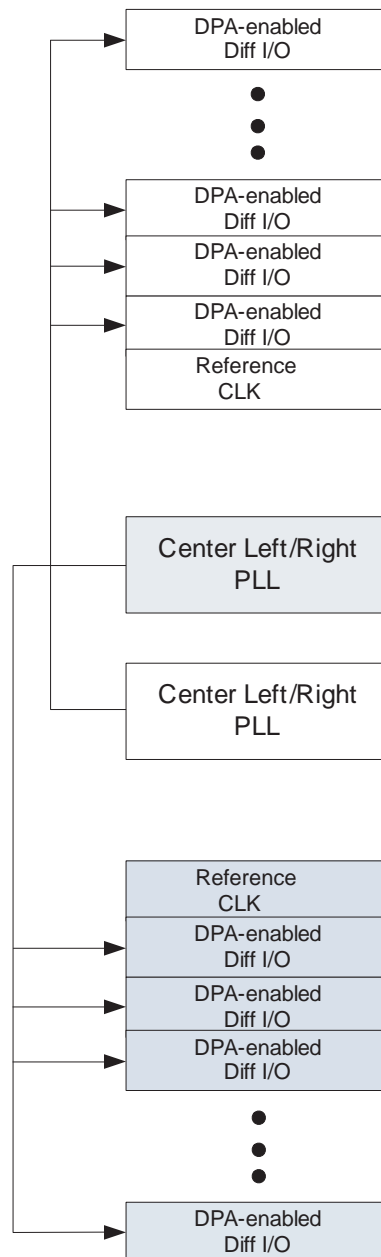 DPA-enabled
Diff I/O
DPA-enabled
Diff I/O
DPA-enabled
Diff I/O
DPA-enabled
Diff I/O
Reference
CLK
Center Left/Right
PLL
Center Left/Right
PLL
Reference
CLK
DPA-enabled
Diff I/O
DPA-enabled
Diff I/O
DPA-enabled
Diff I/O
DPA-enabled
Diff I/O